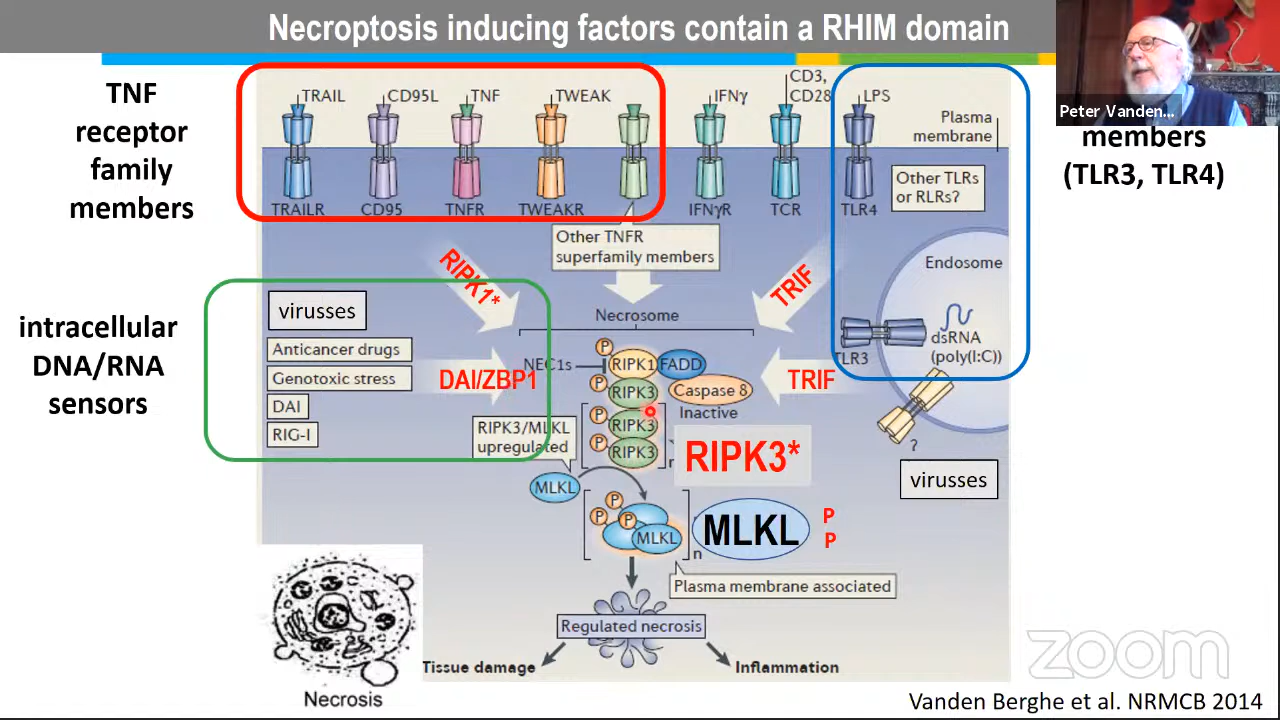 Necroptosis inducing factors contain a RHIM domain
Peter Vanden...
TNF
receptor
family
members
members
(TLR3, TLR4)
TRAIL
CD95L
TNF
TWEAK
IFNγ
CD3,
CD28
LPS
Plasma
membrane
TRAILR
CD95
TNFR
TWEAKR
IFNγR
TCR
TLR4
Other TLRs
or RLRs?
Other TNFR
superfamily members
RIPK1*
TRIF
Endosome
dsRNA
(poly(I:C))
TLR3
intracellular
DNA/RNA
sensors
virusses
Anticancer drugs
Genotoxic stress
DAI
RIG-I
DAI/ZBP1
Necrosome
NEC1s
P
RIPK1
FADD
P
RIPK3
Caspase 8
Inactive
P
RIPK3
P
RIPK3
n
TRIF
?
virusses
RIPK3/MLKL
upregulated
RIPK3*
MLKL
P
P
P
MLKL
n
MLKL
P
P
Plasma membrane associated
Regulated necrosis
Tissue damage
Inflammation
Necrosis
zoom
Vanden Berghe et al. NRMCB 2014